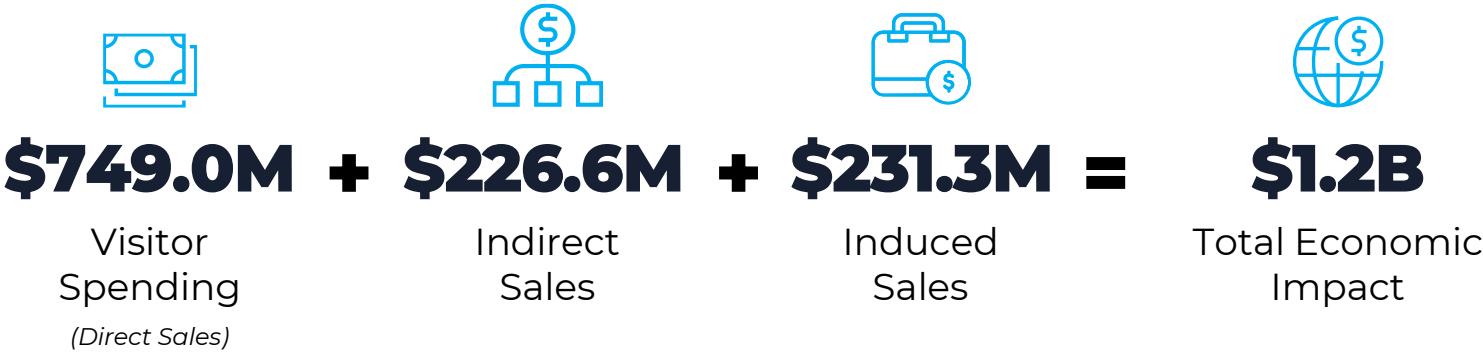 $749.0M + $226.6M + $231.3M = $1.2B
Visitor Indirect Induced Total Economic
Spending Sales Sales Impact
(Direct Sales)